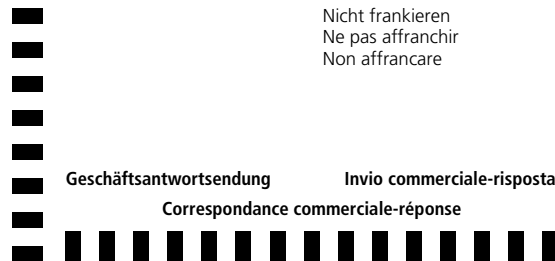 Nicht frankieren
Ne pas affranchir
Non affrancare
Geschäftsantwortsendung Invio commerciale-risposta
Correspondance commerciale-réponse